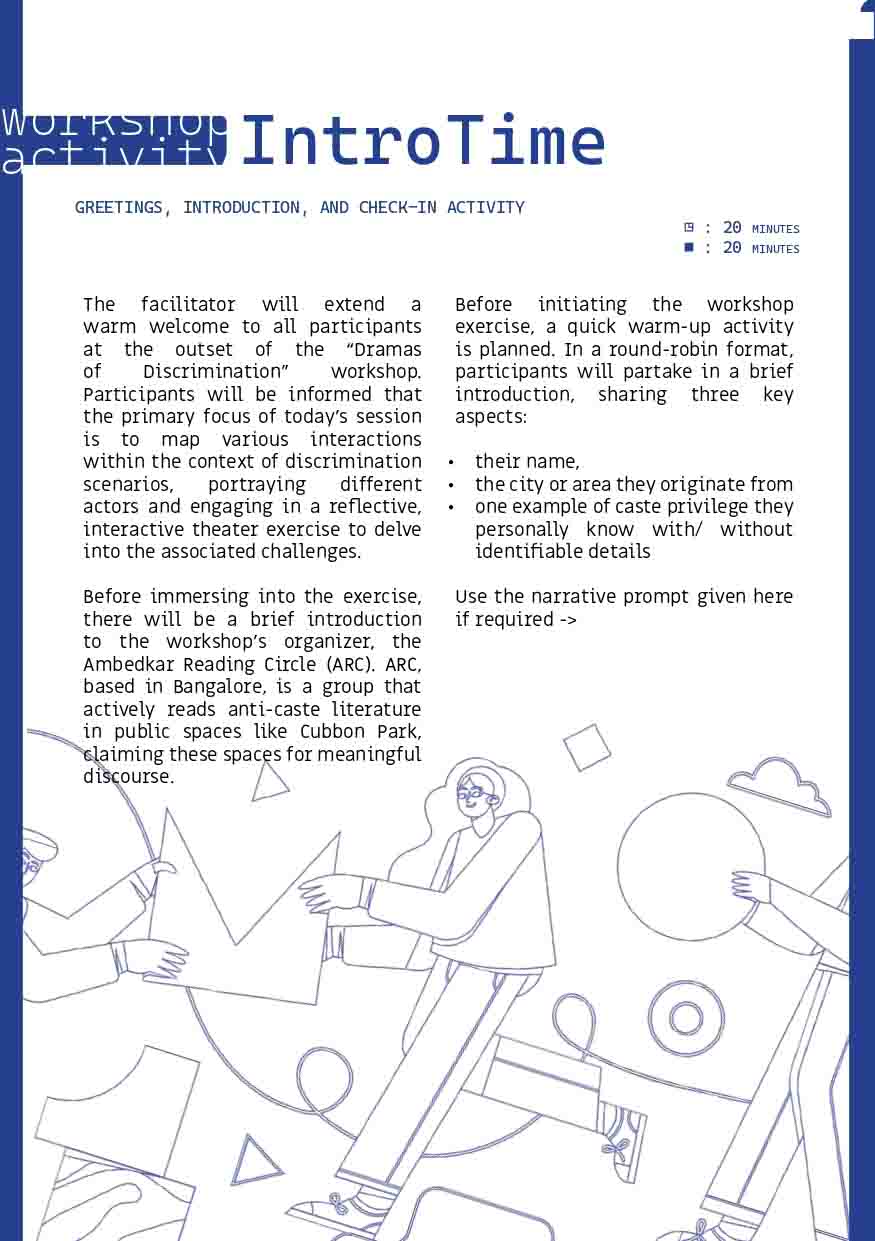 workshop
activity
IntroTime
GREETINGS, INTRODUCTION, AND CHECK-IN ACTIVITY
◳ : 20 MINUTES
■ : 20 MINUTES
The facilitator will extend a
warm welcome to all participants
at the outset of the “Dramas
of Discrimination” workshop.
Participants will be informed that
the primary focus of today’s session
is to map various interactions
within the context of discrimination
scenarios, portraying different
actors and engaging in a reflective,
interactive theater exercise to delve
into the associated challenges.
Before immersing into the exercise,
there will be a brief introduction
to the workshop’s organizer, the
Ambedkar Reading Circle (ARC). ARC,
based in Bangalore, is a group that
actively reads anti-caste literature
in public spaces like Cubbon Park,
claiming these spaces for meaningful
discourse.
Before initiating the workshop
exercise, a quick warm-up activity
is planned. In a round-robin format,
participants will partake in a brief
introduction, sharing three key
aspects:
• their name,
• the city or area they originate from
• one example of caste privilege they
personally know with/ without
identifiable details
Use the narrative prompt given here
if required ->